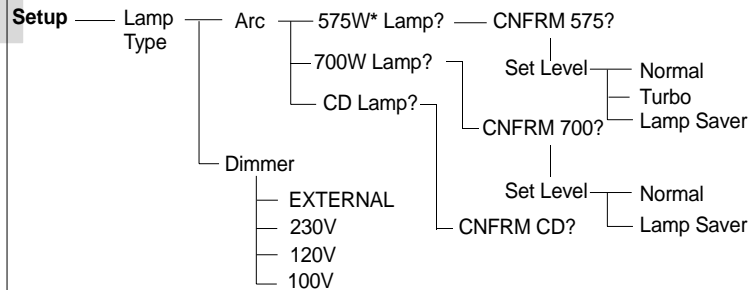 Setup Lamp Type Arc 575W* Lamp? CNFRM 575?
Set Level Normal
Turbo
Lamp Saver
700W Lamp? CNFRM 700?
Set Level Normal
Lamp Saver
CD Lamp? CNFRM CD?
Dimmer
EXTERNAL
230V
120V
100V